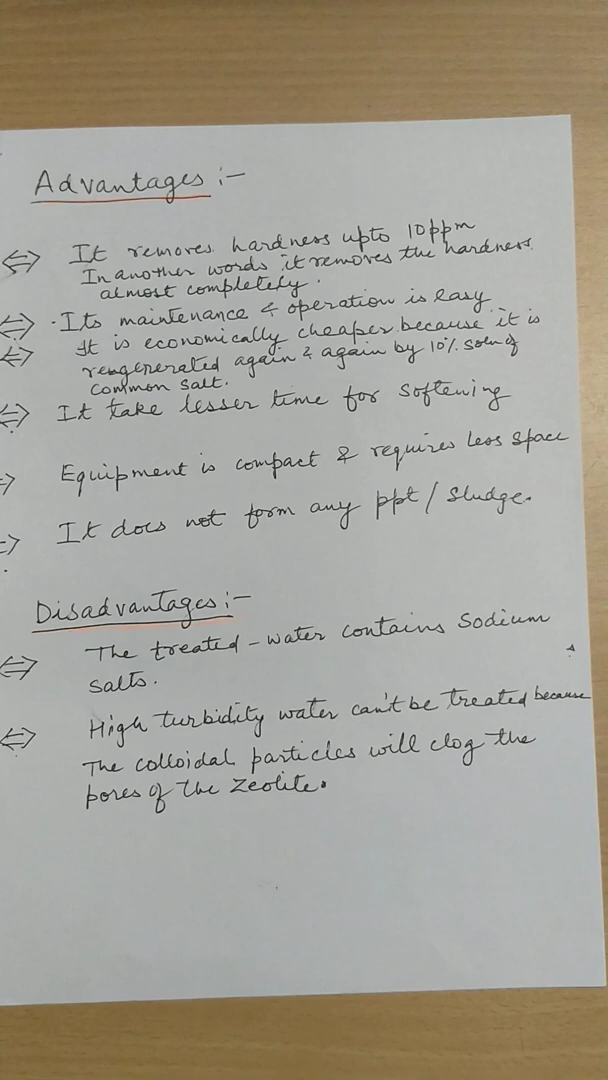 Advantages :-
⇔ It removes hardness upto 10ppm
In another words it removes the hardness
almost completely.
⇔ Its maintenance & operation is easy
⇔ It is economically cheaper because it is
regenerated again & again by 10% soln of
common salt.
⇔ It take lesser time for softening
⇒ Equipment is compact & requires less space
⇒ It does not form any ppt / sludge.
Disadvantages :-
⇔ The treated - water contains Sodium
salts.
⇔ High turbidity water can't be treated because
The colloidal particles will clog the
pores of the zeolite.